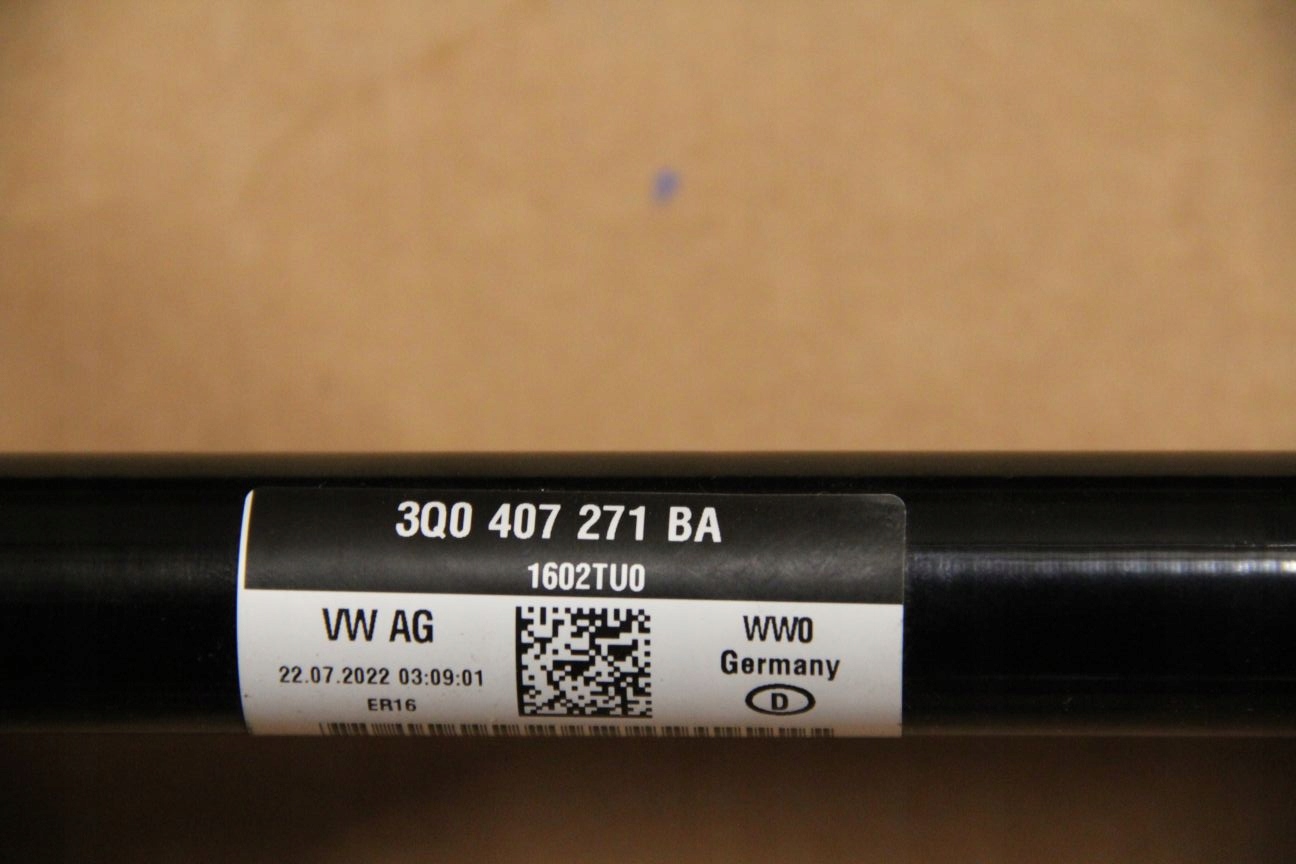 3Q0 407 271 BA
1602TU0
VW AG
22.07.2022 03:09:01
ER16
WW0
Germany
D